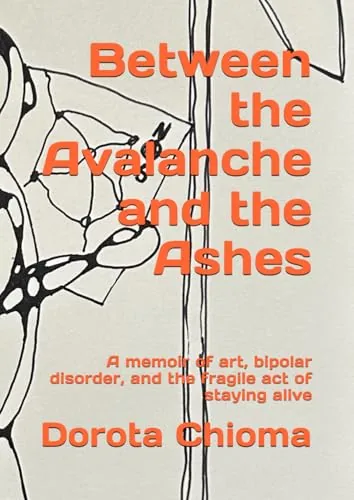 Between
the
Avalanche
and the
Ashes
A memoir of art, bipolar
disorder, and the fragile act of
staying alive
Dorota Chioma